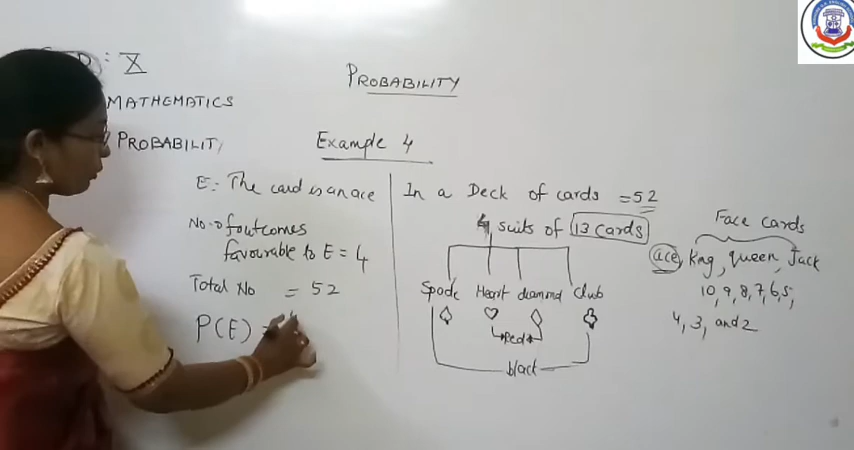 : X
PROBABILITY
MATHEMATICS
PROBABILIT
Example 4
E: The card is an ace
No. of outcomes
favourable to E = 4
Total No = 52
P(E) =
In a Deck of cards = 52
4 suits of 13 cards
Spade Heart diamond Club
Red
black
Face cards
ace, King, queen, Jack
10, 9, 8, 7, 6, 5,
4, 3, and 2